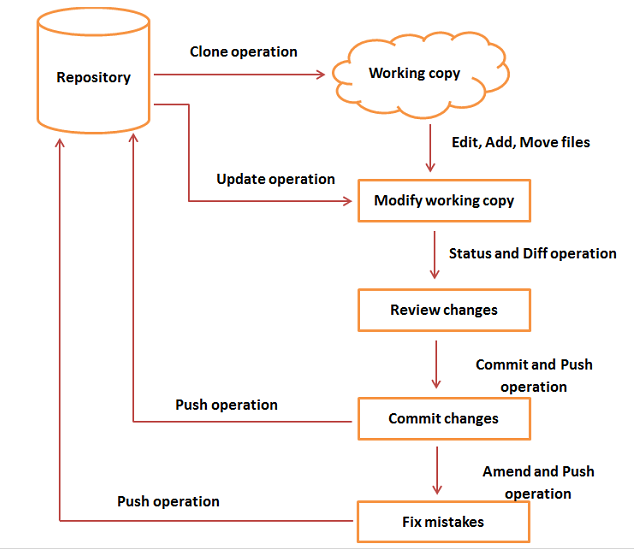 Clone operation
Repository
Working copy
Edit, Add, Move files
Update operation
Modify working copy
Status and Diff operation
Review changes
Commit and Push
operation
Push operation
Commit changes
Amend and Push
operation
Push operation
Fix mistakes